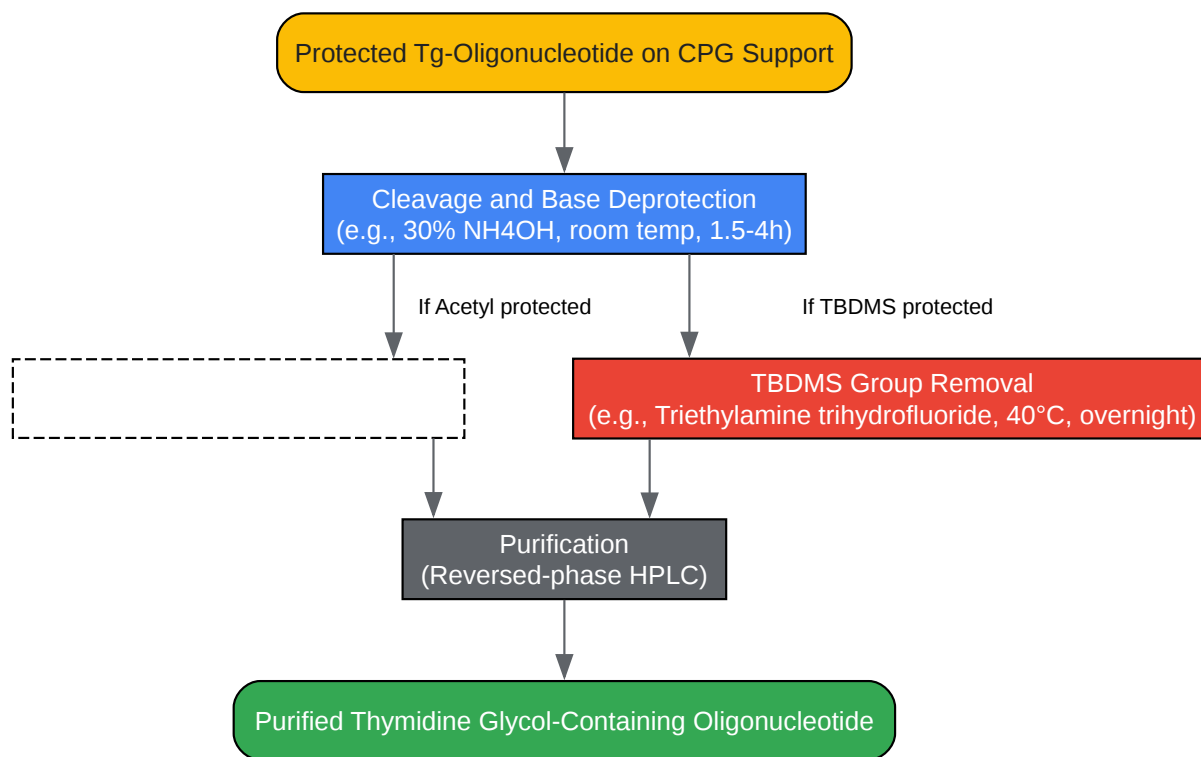 Protected Tg-Oligonucleotide on CPG Support
Cleavage and Base Deprotection
(e.g., 30% NH4OH, room temp, 1.5-4h)
If Acetyl protected
If TBDMS protected
TBDMS Group Removal
(e.g., Triethylamine trihydrofluoride, 40°C, overnight)
Purification
(Reversed-phase HPLC)
Purified Thymidine Glycol-Containing Oligonucleotide